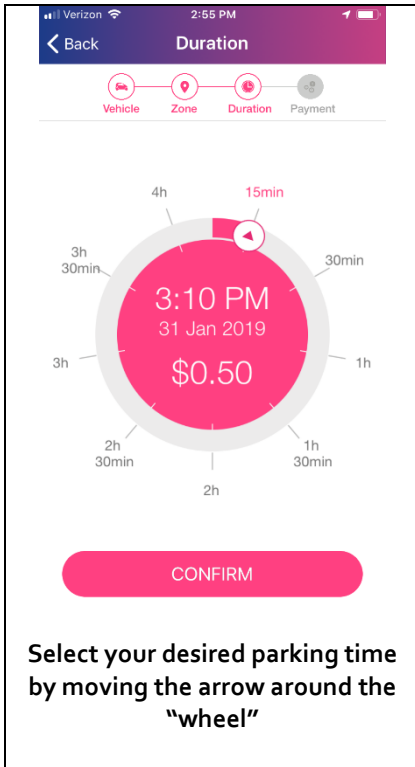 Verizon 2:55 PM
Back Duration
Vehicle Zone Duration Payment
4h 15min
3h
30min
30min
3:10 PM
31 Jan 2019
$0.50
3h
1h
2h
30min
1h
30min
2h
CONFIRM
Select your desired parking time
by moving the arrow around the
“wheel”